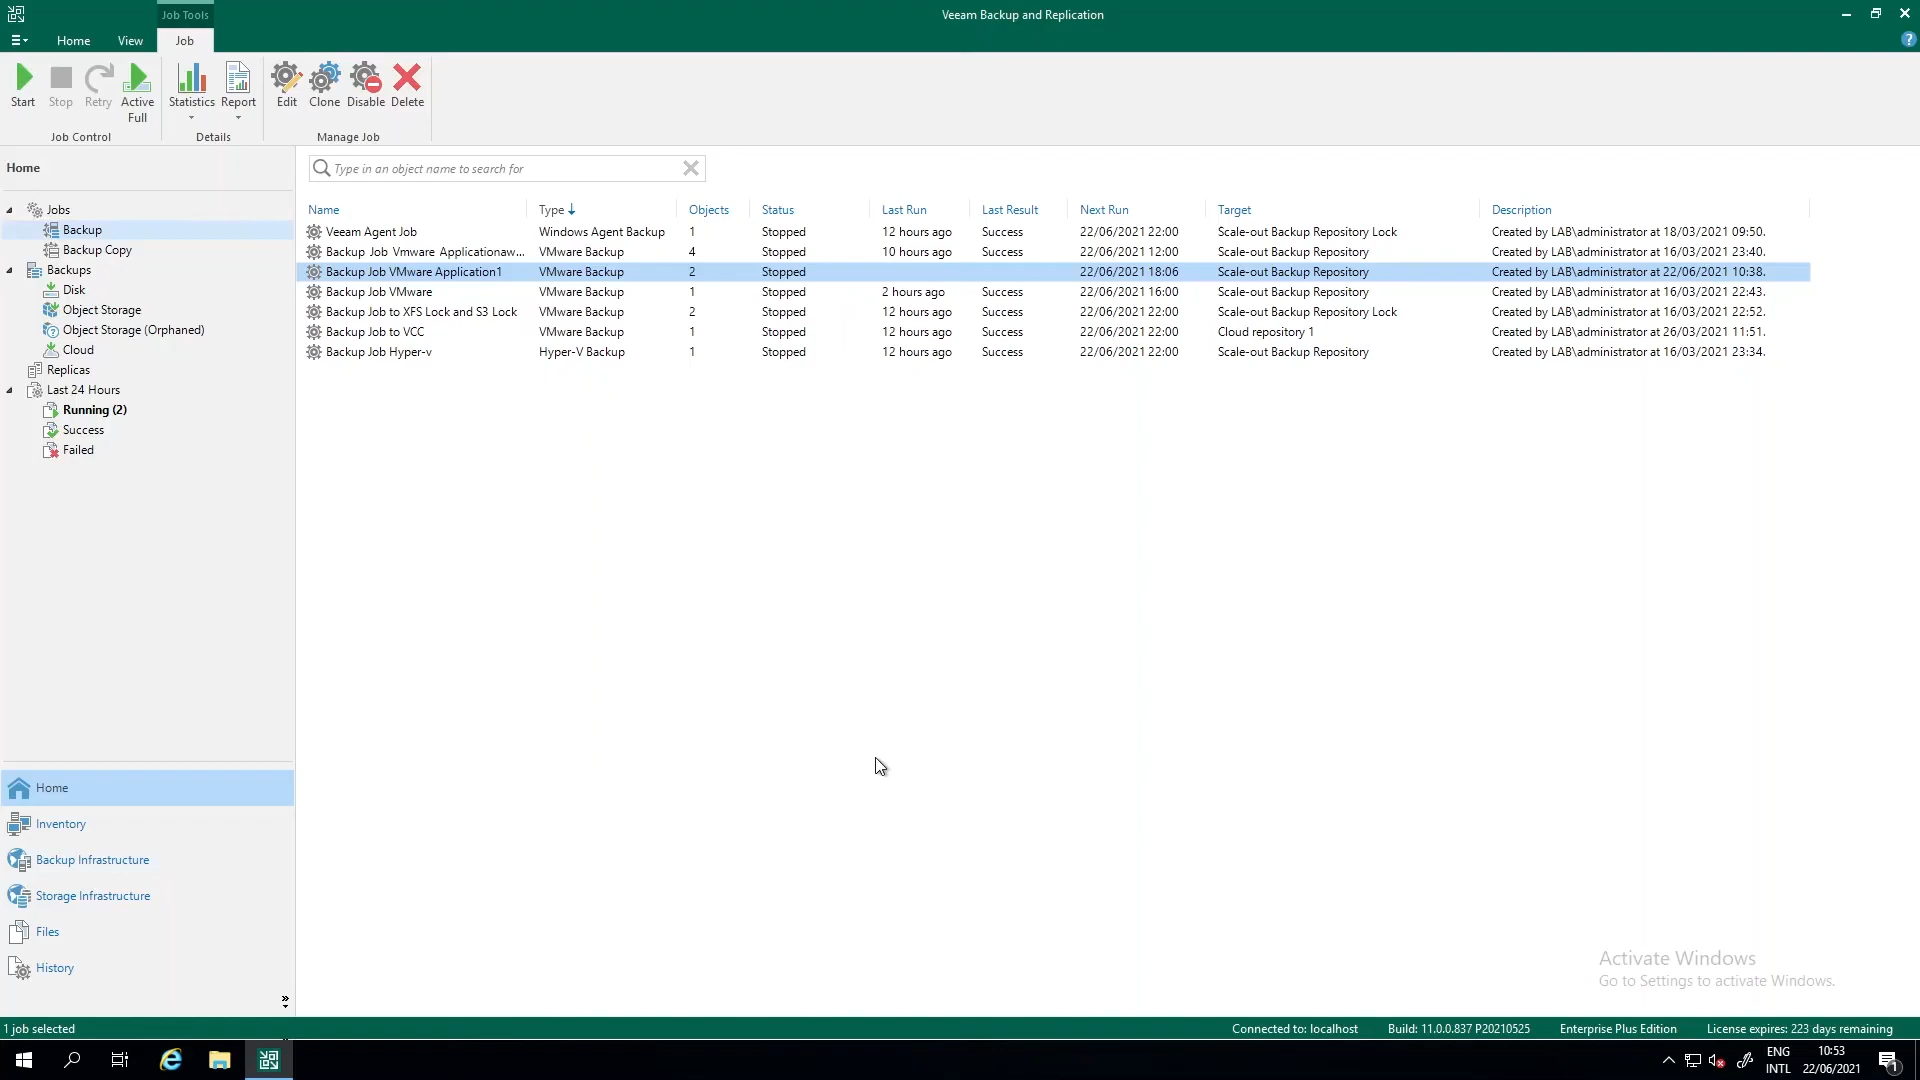 Job Tools
Veeam Backup and Replication
Home View Job
Start Stop Retry Active Full Statistics Report Edit Clone Disable Delete
Job Control Details Manage Job
Home
Type in an object name to search for
Jobs
Backup
Backup Copy
Backups
Disk
Object Storage
Object Storage (Orphaned)
Cloud
Replicas
Last 24 Hours
Running (2)
Success
Failed
Name Type Objects Status Last Run Last Result Next Run Target Description
Veeam Agent Job Windows Agent Backup 1 Stopped 12 hours ago Success 22/06/2021 22:00 Scale-out Backup Repository Lock Created by LAB\administrator at 18/03/2021 09:50.
Backup Job Vmware Applicationaw... VMware Backup 4 Stopped 10 hours ago Success 22/06/2021 12:00 Scale-out Backup Repository Created by LAB\administrator at 16/03/2021 23:40.
Backup Job VMware Application1 VMware Backup 2 Stopped 22/06/2021 18:06 Scale-out Backup Repository Created by LAB\administrator at 22/06/2021 10:38.
Backup Job VMware VMware Backup 1 Stopped 2 hours ago Success 22/06/2021 16:00 Scale-out Backup Repository Created by LAB\administrator at 16/03/2021 22:43.
Backup Job to XFS Lock and S3 Lock VMware Backup 2 Stopped 12 hours ago Success 22/06/2021 22:00 Scale-out Backup Repository Lock Created by LAB\administrator at 16/03/2021 22:52.
Backup Job to VCC VMware Backup 1 Stopped 12 hours ago Success 22/06/2021 22:00 Cloud repository 1 Created by LAB\administrator at 26/03/2021 11:51.
Backup Job Hyper-v Hyper-V Backup 1 Stopped 12 hours ago Success 22/06/2021 22:00 Scale-out Backup Repository Created by LAB\administrator at 16/03/2021 23:34.
Home
Inventory
Backup Infrastructure
Storage Infrastructure
Files
History
Activate Windows
Go to Settings to activate Windows.
1 job selected
Connected to: localhost Build: 11.0.0.837 P20210525 Enterprise Plus Edition License expires: 223 days remaining
ENG 10:53
INTL 22/06/2021
1